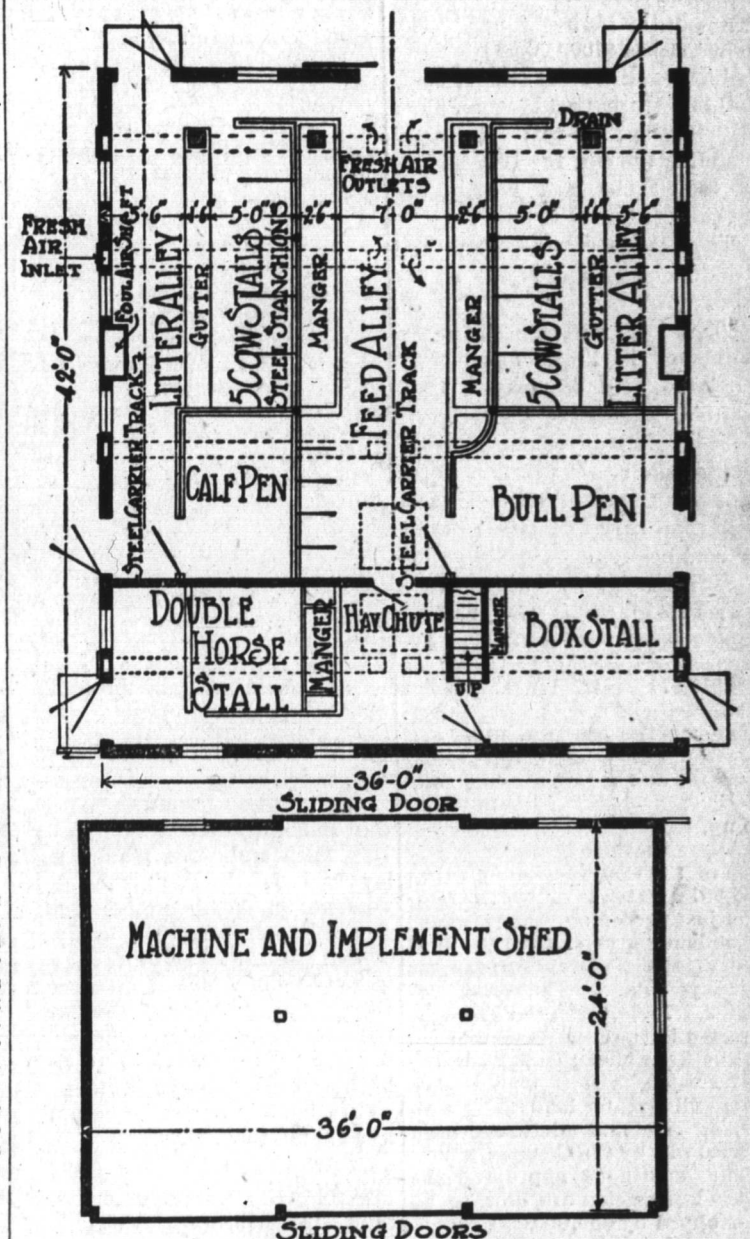 DRAIN
FRESH AIR
OUTLETS
FRESH
AIR
INLET
5'-6"
1'-6"
5'-0"
2'-6"
7'-0"
2'-6"
5'-0"
1'-6"
5'-6"
FOUL AIR SHAFT
LITTER ALLEY
GUTTER
5 COW STALLS
STEEL STANCHIONS
MANGER
FEED ALLEY
MANGER
5 COW STALLS
GUTTER
LITTER ALLEY
42'-0"
STEEL CARRIER TRACK
STEEL CARRIER TRACK
CALF PEN
BULL PEN
DOUBLE
HORSE
STALL
MANGER
HAY CHUTE
UP
MANGER
BOX STALL
36'-0"
SLIDING DOOR
MACHINE AND IMPLEMENT SHED
24'-0"
36'-0"
SLIDING DOORS